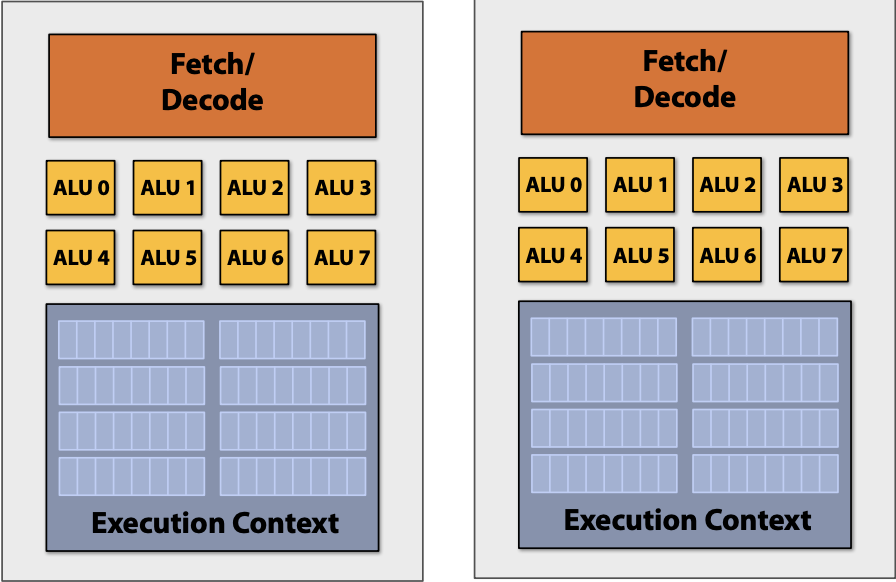 Fetch/
Decode
ALU 0 ALU 1 ALU 2 ALU 3
ALU 4 ALU 5 ALU 6 ALU 7
Execution Context
Fetch/
Decode
ALU 0 ALU 1 ALU 2 ALU 3
ALU 4 ALU 5 ALU 6 ALU 7
Execution Context